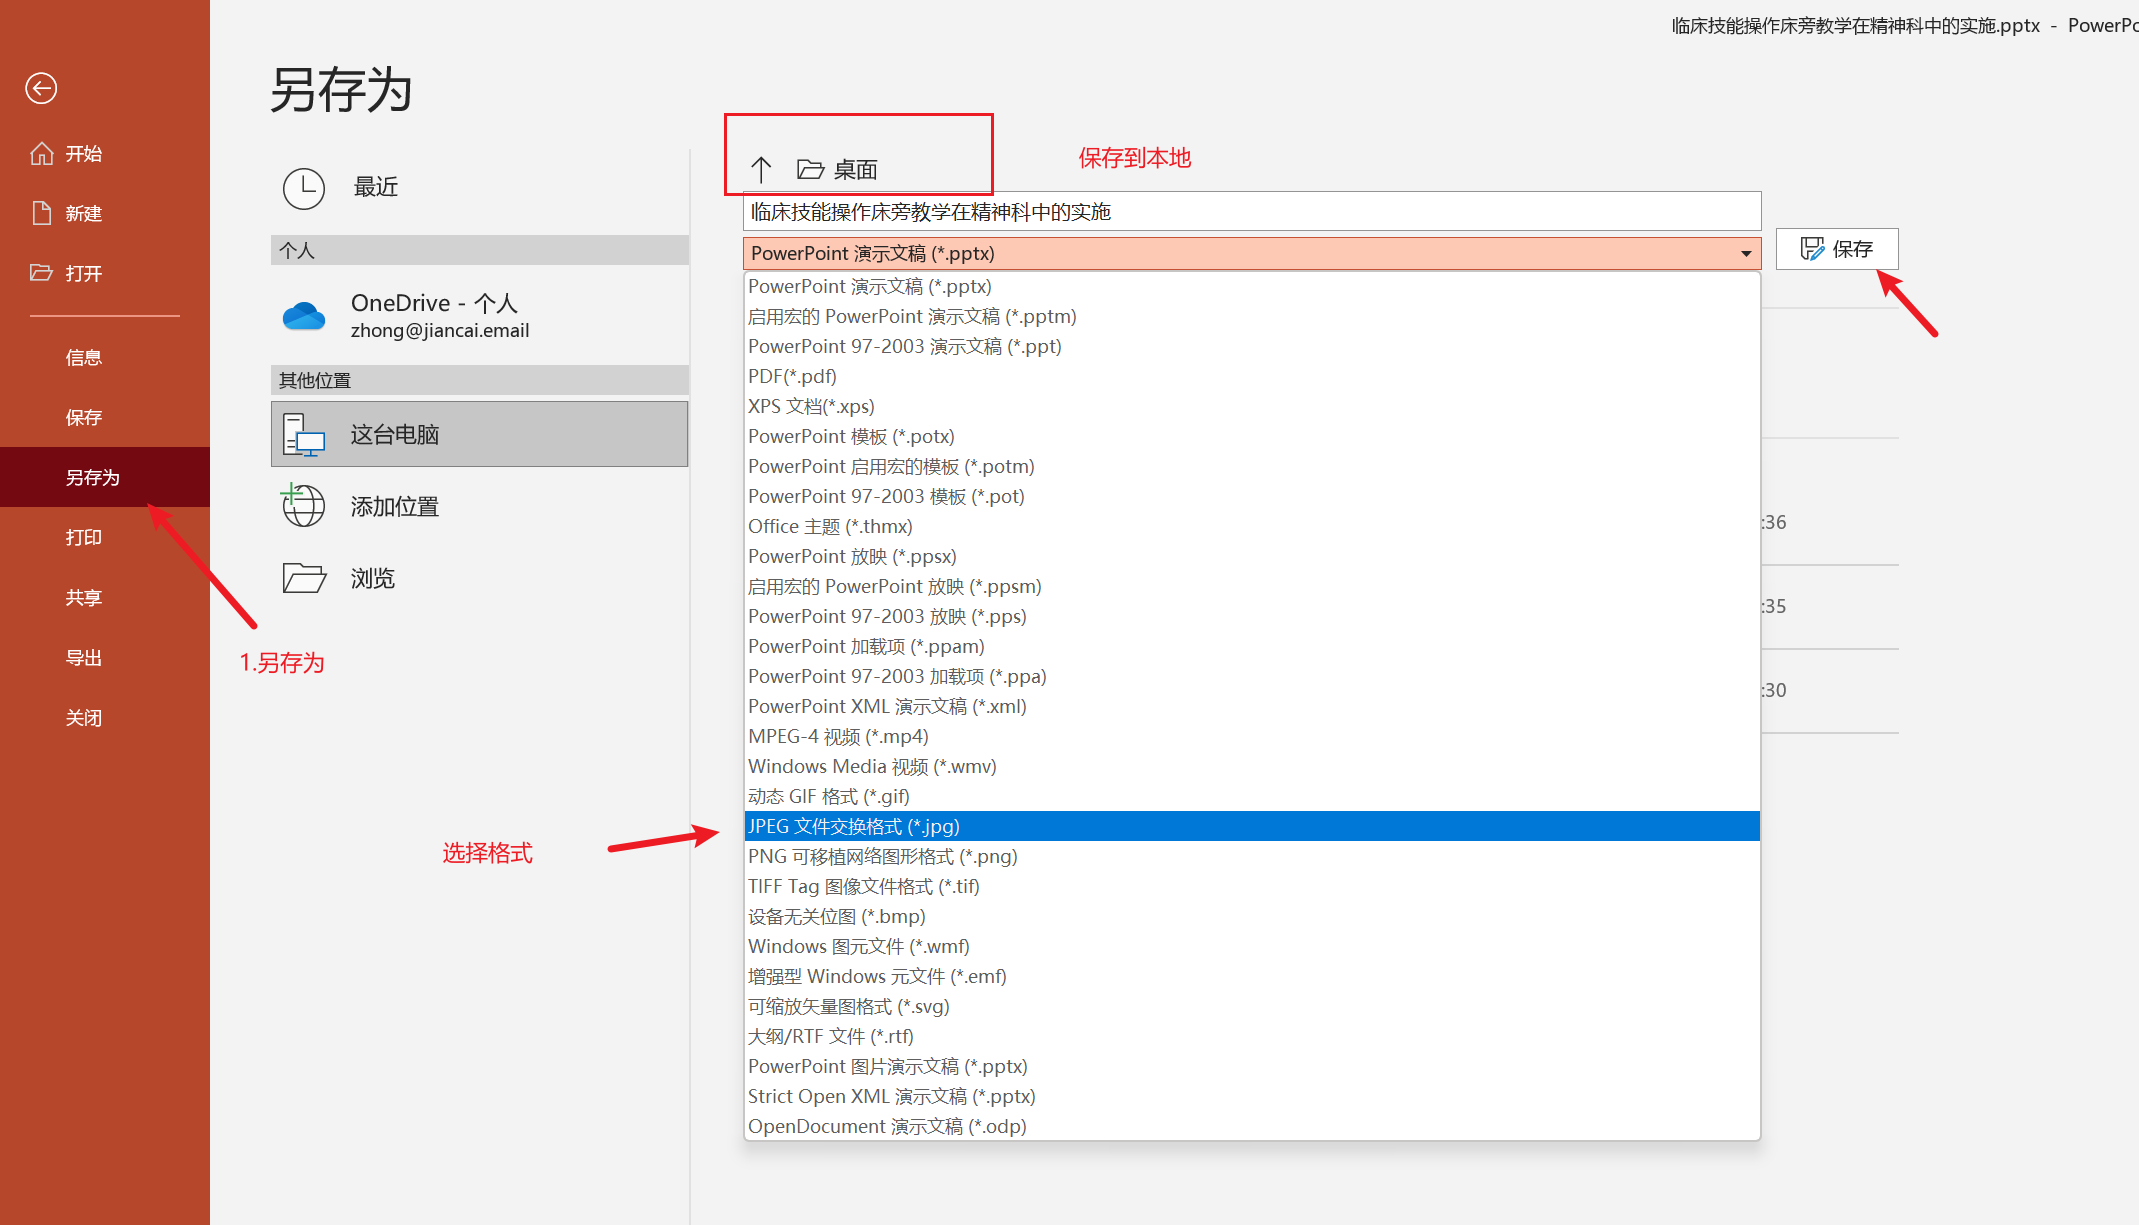 临床技能操作床旁教学在精神科中的实施.pptx - PowerPo
另存为
开始
新建
打开
信息
保存
另存为
打印
共享
导出
关闭
1.另存为
最近
个人
OneDrive - 个人
zhong@jiancai.email
其他位置
这台电脑
添加位置
浏览
选择格式
桌面
保存到本地
临床技能操作床旁教学在精神科中的实施
PowerPoint 演示文稿 (*.pptx)
保存
PowerPoint 演示文稿 (*.pptx)
启用宏的 PowerPoint 演示文稿 (*.pptm)
PowerPoint 97-2003 演示文稿 (*.ppt)
PDF(*.pdf)
XPS 文档(*.xps)
PowerPoint 模板 (*.potx)
PowerPoint 启用宏的模板 (*.potm)
PowerPoint 97-2003 模板 (*.pot)
Office 主题 (*.thmx)
PowerPoint 放映 (*.ppsx)
启用宏的 PowerPoint 放映 (*.ppsm)
PowerPoint 97-2003 放映 (*.pps)
PowerPoint 加载项 (*.ppam)
PowerPoint 97-2003 加载项 (*.ppa)
PowerPoint XML 演示文稿 (*.xml)
MPEG-4 视频 (*.mp4)
Windows Media 视频 (*.wmv)
动态 GIF 格式 (*.gif)
JPEG 文件交换格式 (*.jpg)
PNG 可移植网络图形格式 (*.png)
TIFF Tag 图像文件格式 (*.tif)
设备无关位图 (*.bmp)
Windows 图元文件 (*.wmf)
增强型 Windows 元文件 (*.emf)
可缩放矢量图格式 (*.svg)
大纲/RTF 文件 (*.rtf)
PowerPoint 图片演示文稿 (*.pptx)
Strict Open XML 演示文稿 (*.pptx)
OpenDocument 演示文稿 (*.odp)
:36
:35
:30